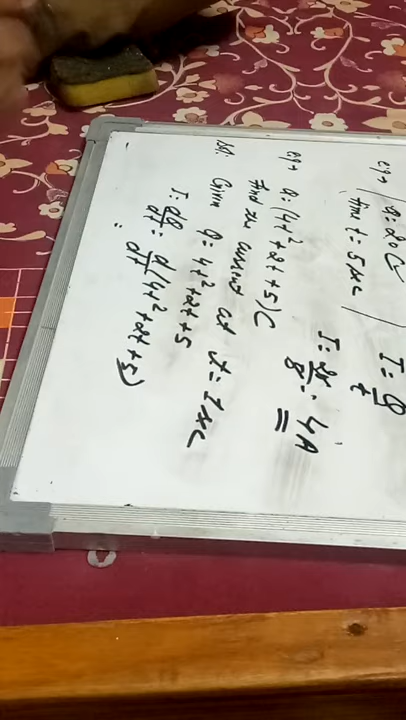 eg→ Q: 20 C
time t = 5 sec
I = Q/t
I = 20/5 = 4A
eg→ Q = (4t² + 2t + 5) C
find the current at t = 1 sec
Sol: Given Q = 4t² + 2t + 5
I = dQ/dt = d/dt (4t² + 2t + 5)
=